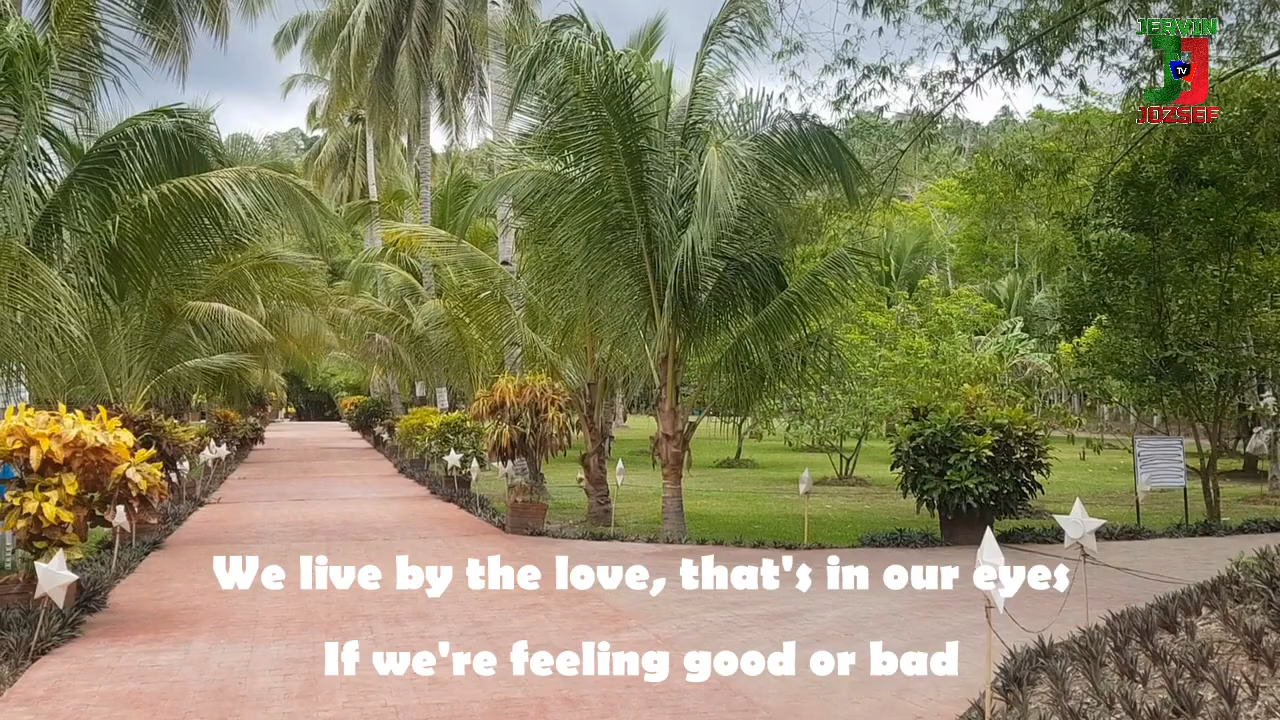 JERVIN
TV
JOZSEF
We live by the love, that's in our eyes
If we're feeling good or bad